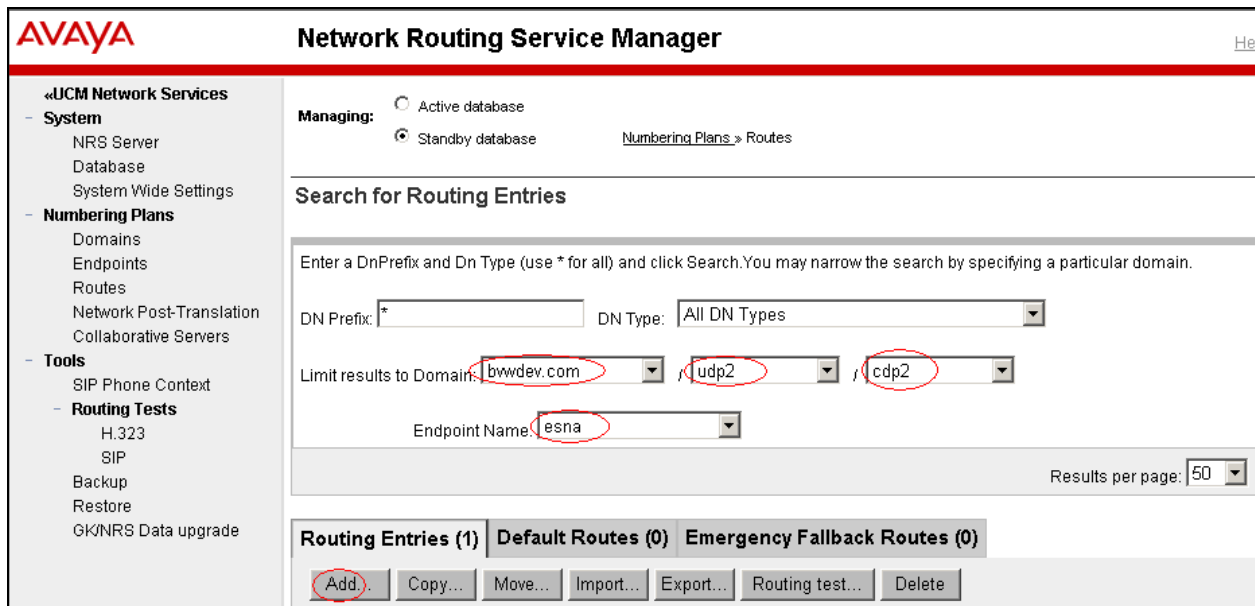 AVAYA
Network Routing Service Manager
He
«UCM Network Services
- System
NRS Server
Database
System Wide Settings
- Numbering Plans
Domains
Endpoints
Routes
Network Post-Translation
Collaborative Servers
- Tools
SIP Phone Context
- Routing Tests
H.323
SIP
Backup
Restore
GK/NRS Data upgrade
Managing:
Active database
Standby database
Numbering Plans » Routes
Search for Routing Entries
Enter a DnPrefix and Dn Type (use * for all) and click Search.You may narrow the search by specifying a particular domain.
DN Prefix: * DN Type: All DN Types
Limit results to Domain: bvwdev.com / udp2 / cdp2
Endpoint Name: esna
Results per page: 50
Routing Entries (1) Default Routes (0) Emergency Fallback Routes (0)
Add... Copy... Move... Import... Export... Routing test... Delete